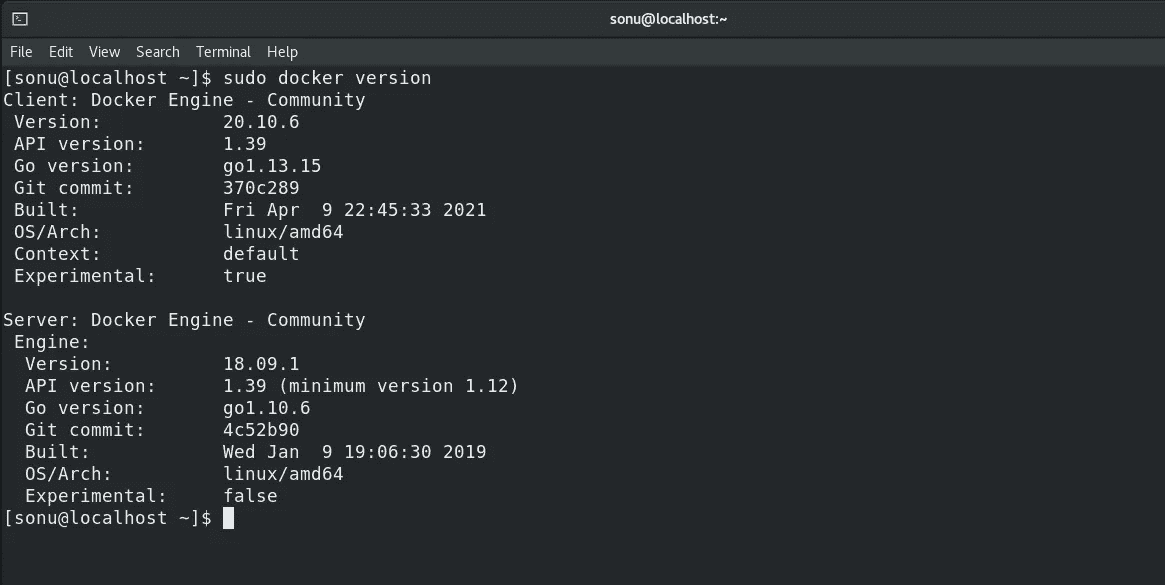 sonu@localhost:~
File Edit View Search Terminal Help
[sonu@localhost ~]$ sudo docker version
Client: Docker Engine - Community
 Version:           20.10.6
 API version:       1.39
 Go version:        go1.13.15
 Git commit:        370c289
 Built:             Fri Apr  9 22:45:33 2021
 OS/Arch:           linux/amd64
 Context:           default
 Experimental:      true

Server: Docker Engine - Community
 Engine:
  Version:          18.09.1
  API version:      1.39 (minimum version 1.12)
  Go version:       go1.10.6
  Git commit:       4c52b90
  Built:            Wed Jan  9 19:06:30 2019
  OS/Arch:          linux/amd64
  Experimental:     false
[sonu@localhost ~]$